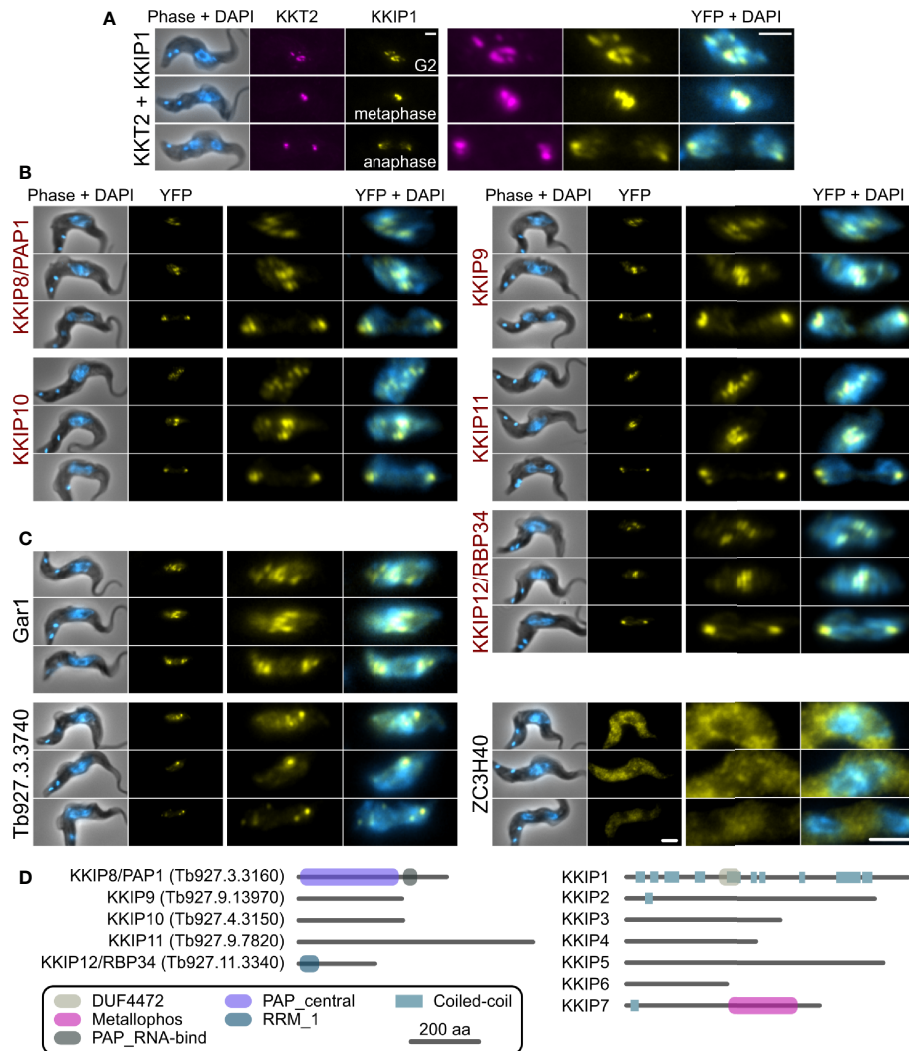 A
Phase + DAPI KKT2 KKIP1 YFP + DAPI
KKT2 + KKIP1
G2
metaphase
anaphase
B
Phase + DAPI YFP YFP + DAPI
KKIP8/PAP1
KKIP10
Phase + DAPI YFP YFP + DAPI
KKIP9
KKIP11
KKIP12/RBP34
C
Gar1
Tb927.3.3740
ZC3H40
D
KKIP8/PAP1 (Tb927.3.3160)
KKIP9 (Tb927.9.13970)
KKIP10 (Tb927.4.3150)
KKIP11 (Tb927.9.7820)
KKIP12/RBP34 (Tb927.11.3340)
KKIP1
KKIP2
KKIP3
KKIP4
KKIP5
KKIP6
KKIP7
DUF4472 PAP_central Coiled-coil
Metallophos RRM_1
PAP_RNA-bind 200 aa